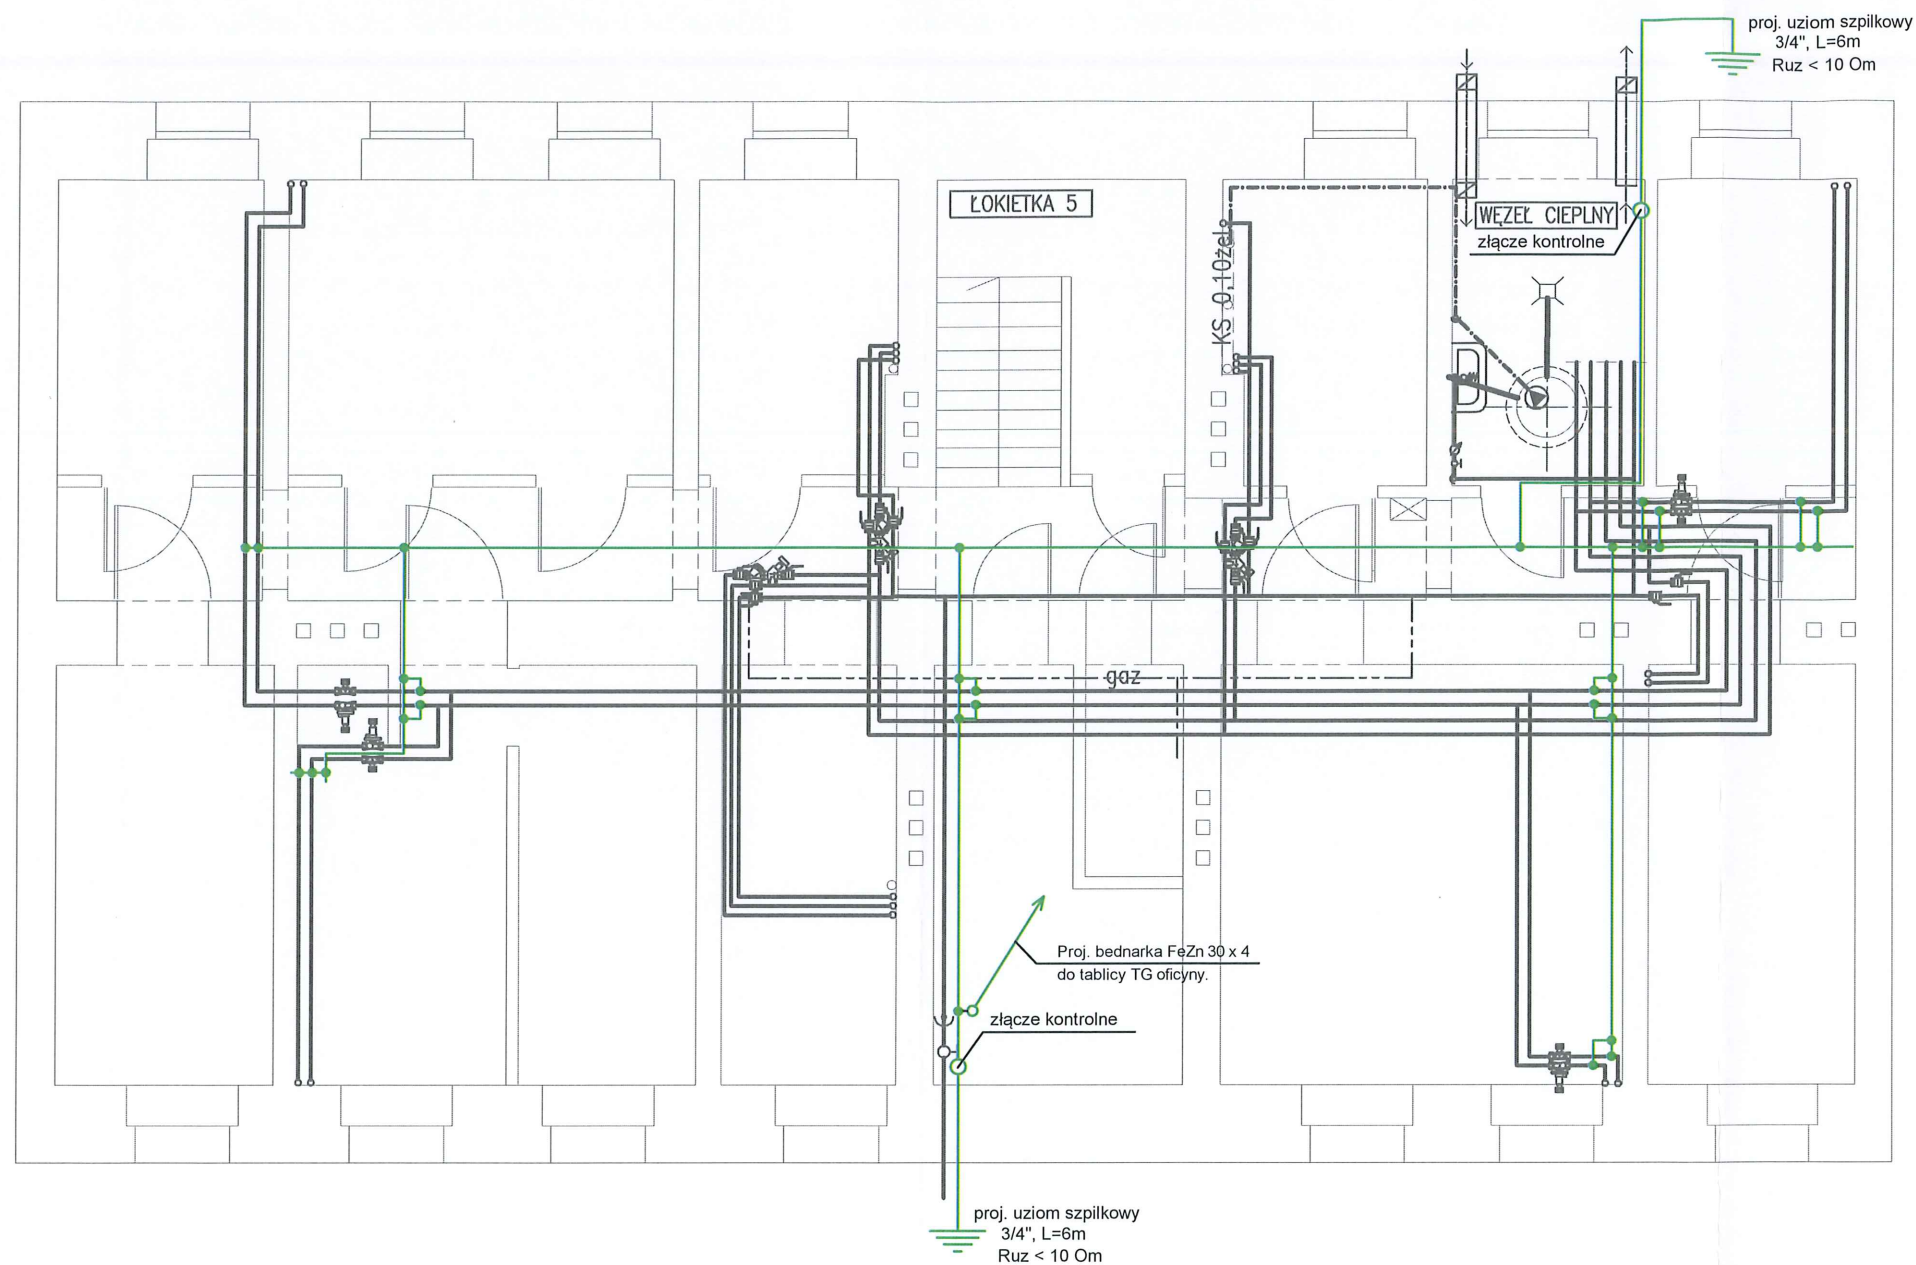 proj. uziom szpilkowy
3/4", L=6m
Ruz < 10 Om
ŁOKIETKA 5
WĘZEŁ CIEPLNY
złącze kontrolne
KS 0,10żel
gaz
Proj. bednarka FeZn 30 x 4
do tablicy TG oficyny.
złącze kontrolne
proj. uziom szpilkowy
3/4", L=6m
Ruz < 10 Om